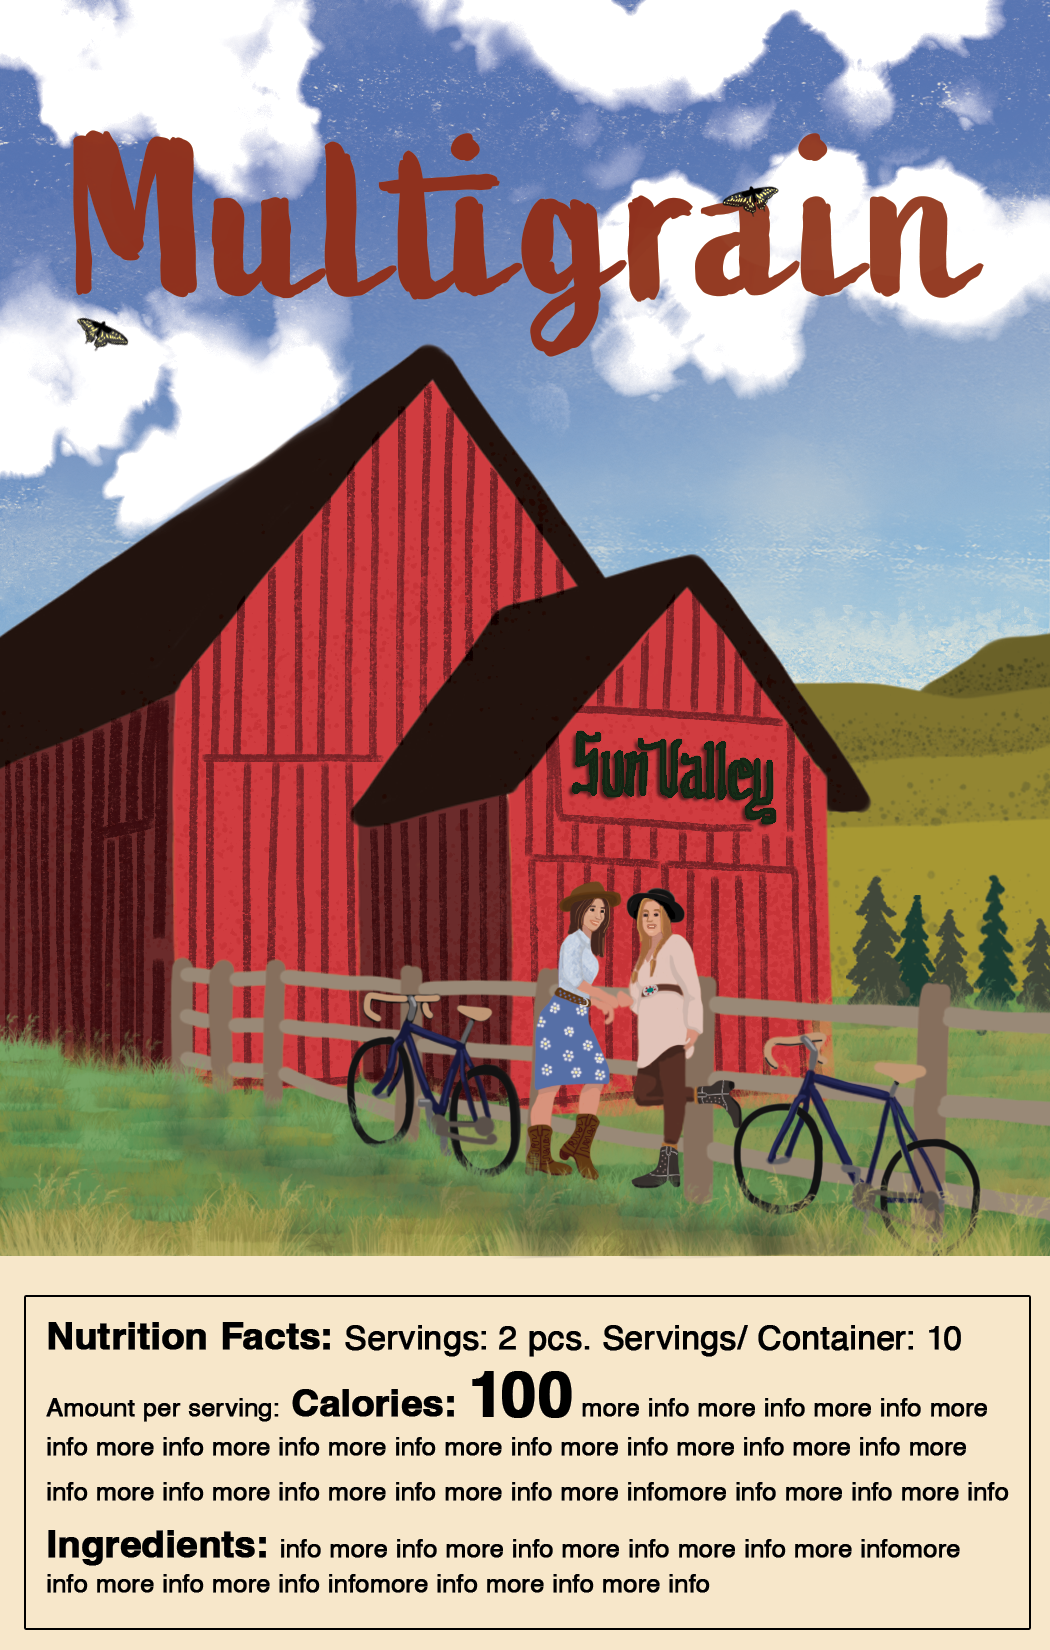 Multigrain
Sun Valley
Nutrition Facts: Servings: 2 pcs. Servings/ Container: 10
Amount per serving: Calories: 100 more info more info more info more
info more info more info more info more info more info more info more info more
info more info more info more info more info more infomore info more info more info
Ingredients: info more info more info more info more info more infomore
info more info more info infomore info more info more info